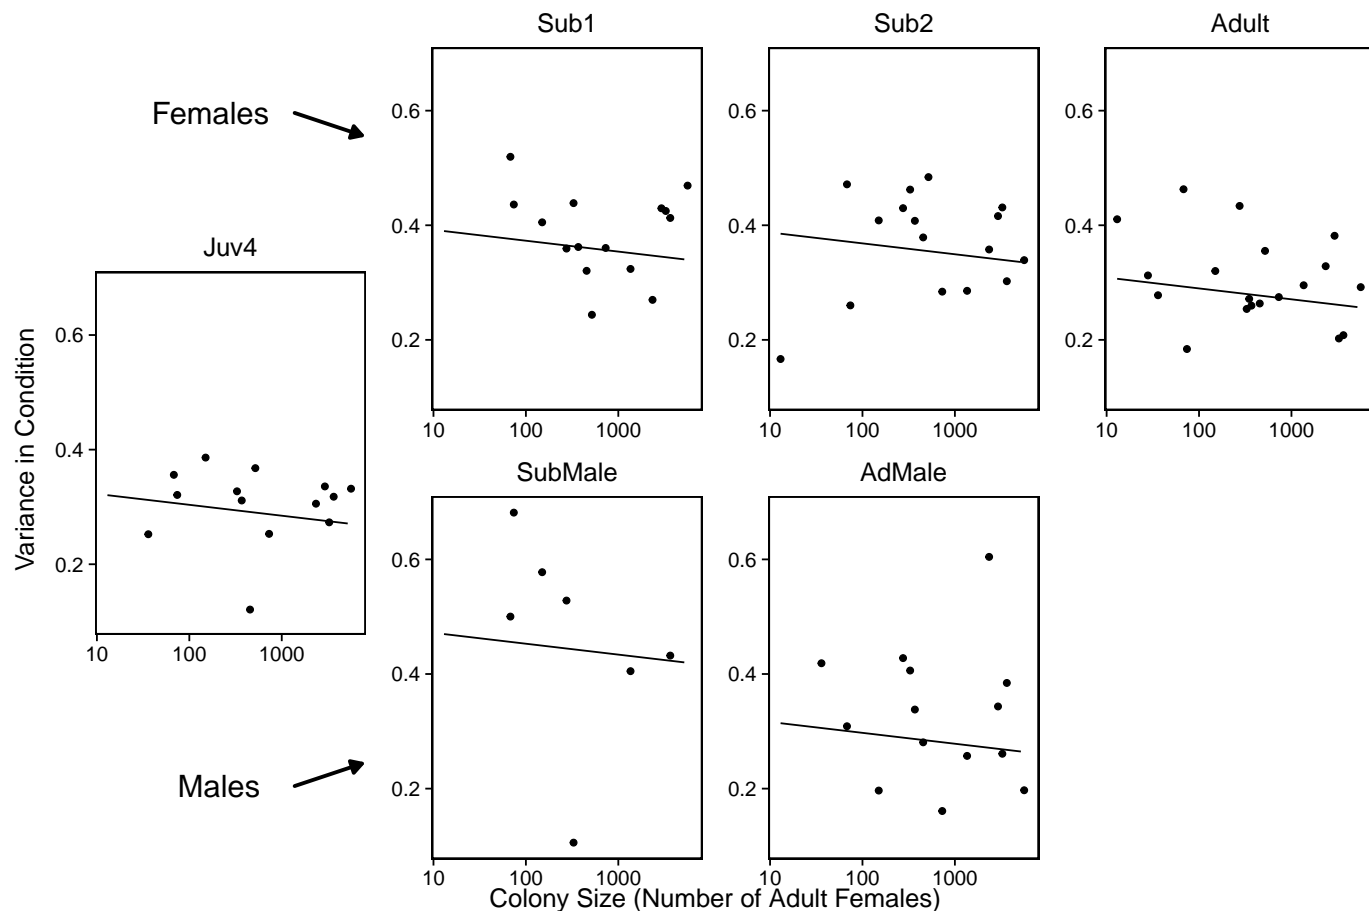 Sub1 Sub2 Adult
Females
0.6 0.6 0.6
0.4 0.4 0.4
0.2 0.2 0.2
10 100 1000 10 100 1000 10 100 1000
Juv4
Variance in Condition
0.6
0.4
0.2
10 100 1000
SubMale AdMale
Males
0.6 0.6
0.4 0.4
0.2 0.2
10 100 1000 10 100 1000
Colony Size (Number of Adult Females)